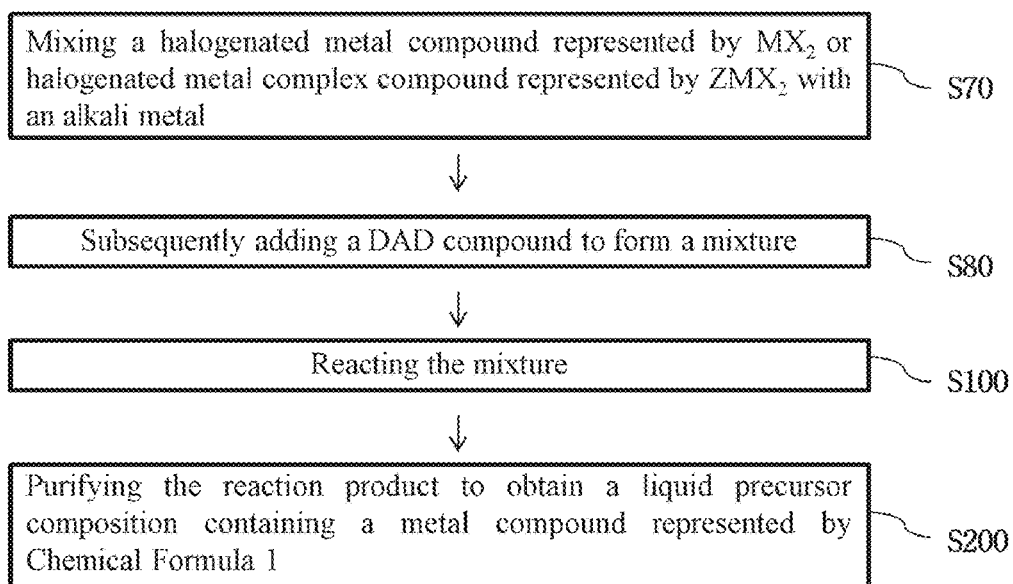 Mixing a halogenated metal compound represented by MX₂ or
halogenated metal complex compound represented by ZMX₂ with
an alkali metal
S70
Subsequently adding a DAD compound to form a mixture
S80
Reacting the mixture
S100
Purifying the reaction product to obtain a liquid precursor
composition containing a metal compound represented by
Chemical Formula 1
S200